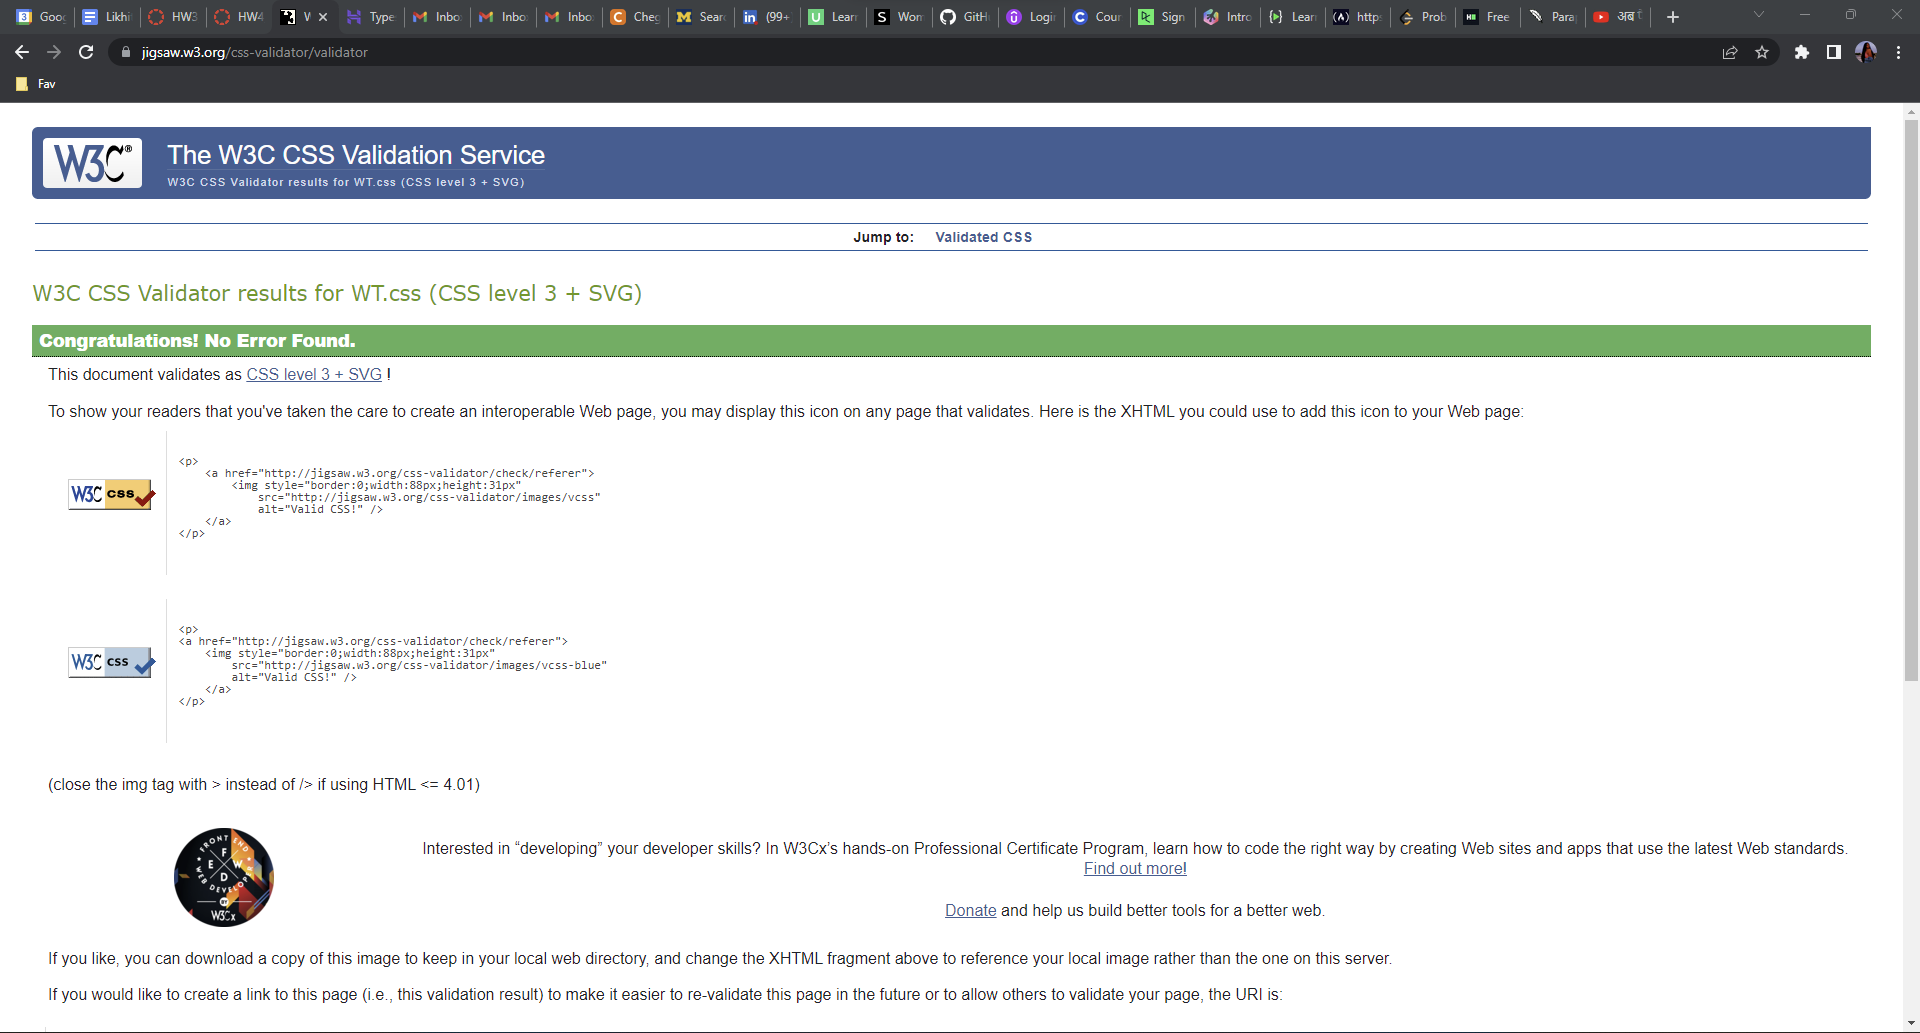 Goo
Likhi
HW3
HW4
W
Type
Inbo
Inbo
Inbo
Cheg
Sear
(99+
Lear
Wom
GitH
Logi
Cour
Sign
Intro
Lear
http
Prob
Free
Para
अब
jigsaw.w3.org/css-validator/validator
Fav
W3C®
The W3C CSS Validation Service
W3C CSS Validator results for WT.css (CSS level 3 + SVG)
Jump to: Validated CSS
W3C CSS Validator results for WT.css (CSS level 3 + SVG)
Congratulations! No Error Found.
This document validates as CSS level 3 + SVG !
To show your readers that you've taken the care to create an interoperable Web page, you may display this icon on any page that validates. Here is the XHTML you could use to add this icon to your Web page:
W3C css
<p>
<a href="http://jigsaw.w3.org/css-validator/check/referer">
<img style="border:0;width:88px;height:31px"
src="http://jigsaw.w3.org/css-validator/images/vcss"
alt="Valid CSS!" />
</a>
</p>
W3C css
<p>
<a href="http://jigsaw.w3.org/css-validator/check/referer">
<img style="border:0;width:88px;height:31px"
src="http://jigsaw.w3.org/css-validator/images/vcss-blue"
alt="Valid CSS!" />
</a>
</p>
(close the img tag with > instead of /> if using HTML <= 4.01)
FRONT END
F
E W
D
WEB DEVELOPER
BY
W3Cx
Interested in “developing” your developer skills? In W3Cx’s hands-on Professional Certificate Program, learn how to code the right way by creating Web sites and apps that use the latest Web standards.
Find out more!
Donate and help us build better tools for a better web.
If you like, you can download a copy of this image to keep in your local web directory, and change the XHTML fragment above to reference your local image rather than the one on this server.
If you would like to create a link to this page (i.e., this validation result) to make it easier to re-validate this page in the future or to allow others to validate your page, the URI is: